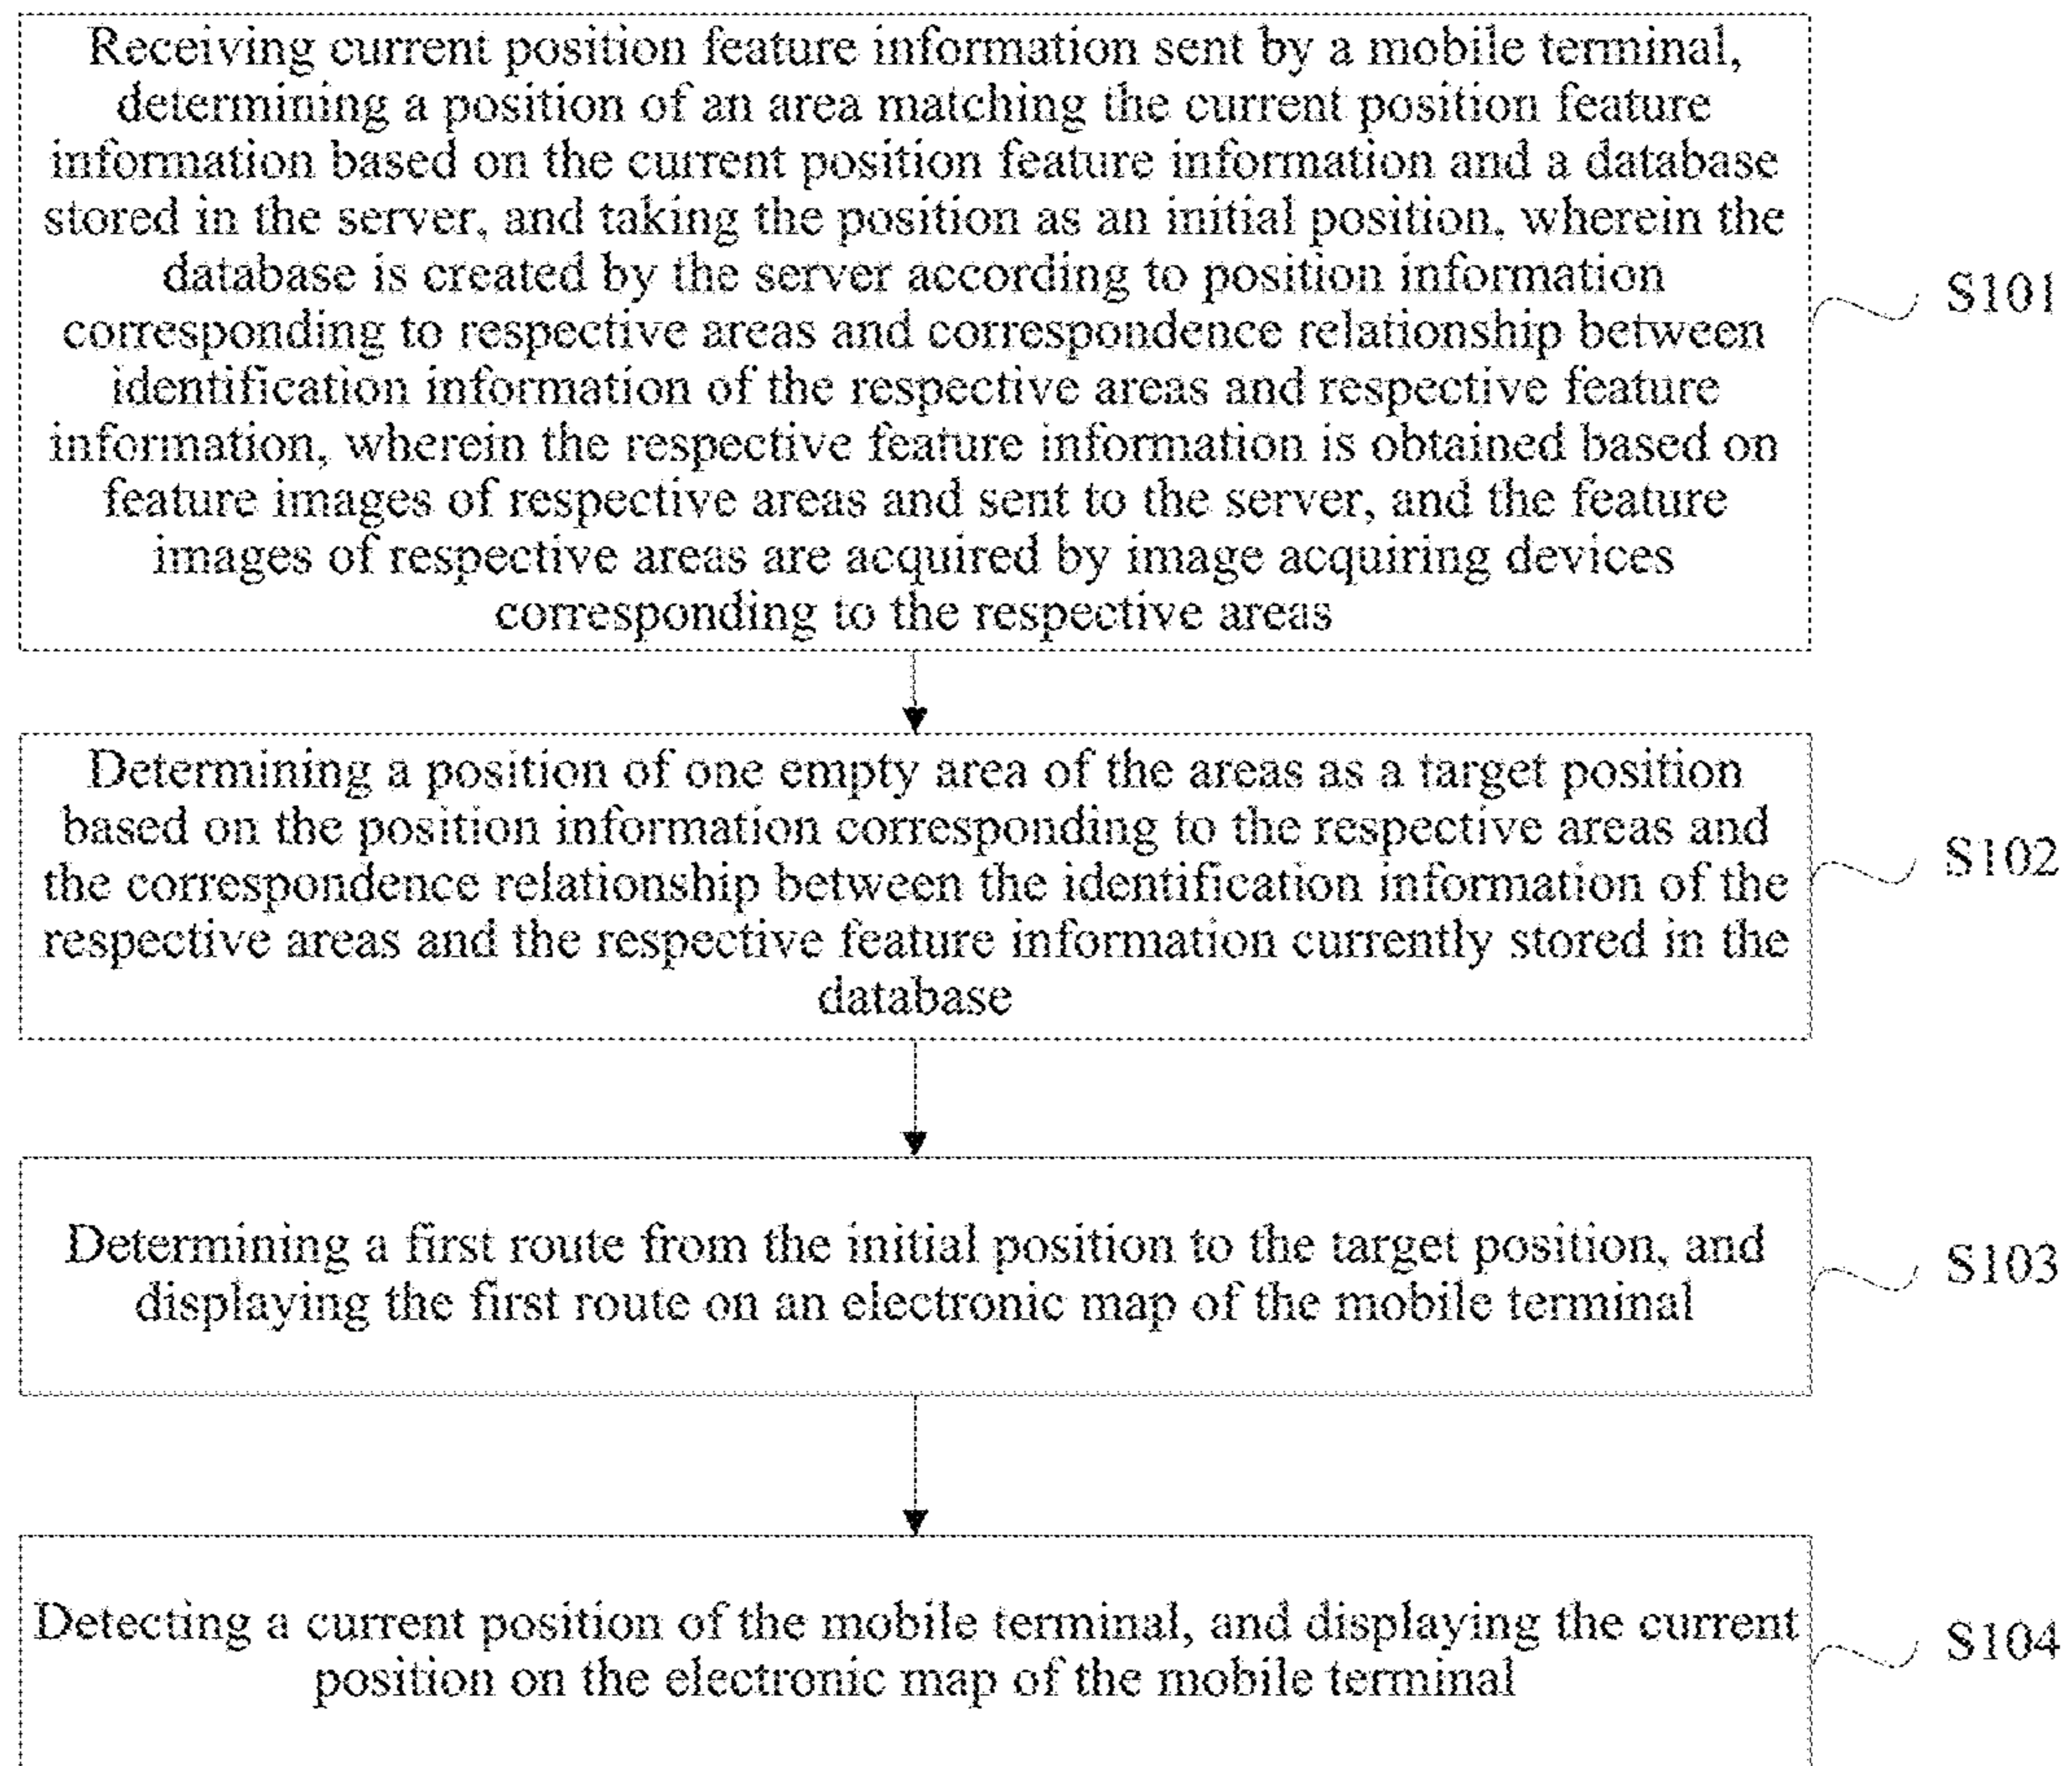 Receiving current position feature information sent by a mobile terminal,
determining a position of an area matching the current position feature
information based on the current position feature information and a database
stored in the server, and taking the position as an initial position, wherein the
database is created by the server according to position information
corresponding to respective areas and correspondence relationship between
identification information of the respective areas and respective feature
information, wherein the respective feature information is obtained based on
feature images of respective areas and sent to the server, and the feature
images of respective areas are acquired by image acquiring devices
corresponding to the respective areas
S101
Determining a position of one empty area of the areas as a target position
based on the position information corresponding to the respective areas and
the correspondence relationship between the identification information of the
respective areas and the respective feature information currently stored in the
database
S102
Determining a first route from the initial position to the target position, and
displaying the first route on an electronic map of the mobile terminal
S103
Detecting a current position of the mobile terminal, and displaying the current
position on the electronic map of the mobile terminal
S104